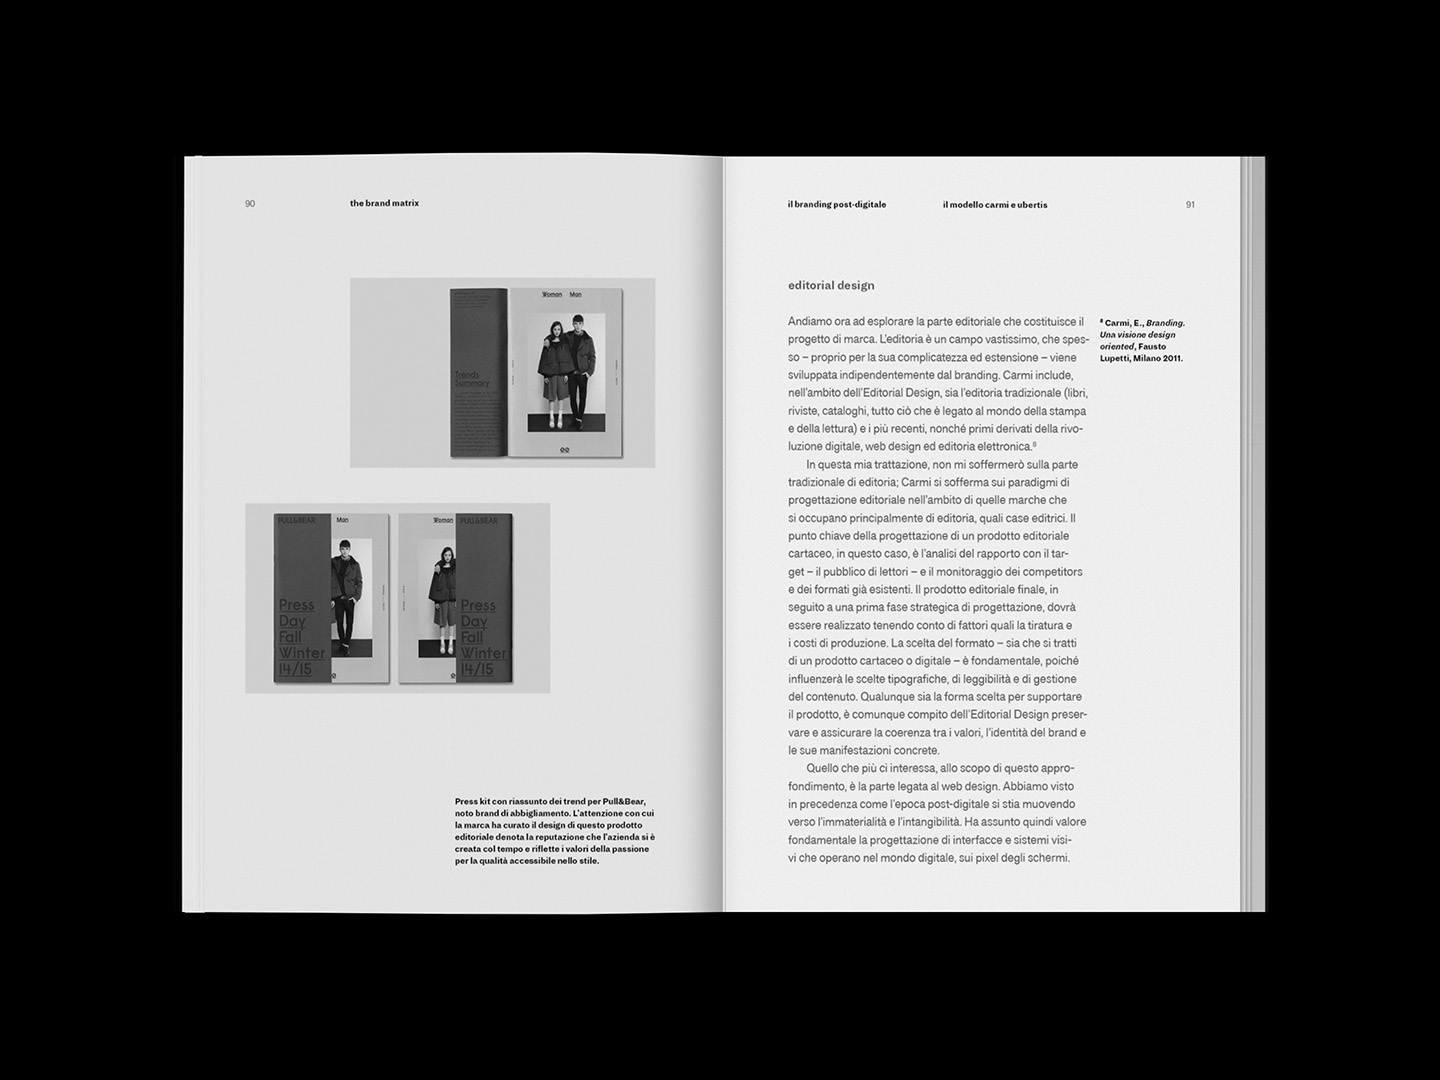 90
the brand matrix
Woman Man
Trends
Summary
PULL&BEAR
Man
Press
Day
Fall
Winter
14/15
Woman
PULL&BEAR
Press
Day
Fall
Winter
14/15
Press kit con riassunto dei trend per Pull&Bear,
noto brand di abbigliamento. L'attenzione con cui
la marca ha curato il design di questo prodotto
editoriale denota la reputazione che l'azienda si è
creata col tempo e riflette i valori della passione
per la qualità accessibile nello stile.
il branding post-digitale
il modello carmi e ubertis
91
editorial design
Andiamo ora ad esplorare la parte editoriale che costituisce il
progetto di marca. L'editoria è un campo vastissimo, che spes-
so – proprio per la sua complicatezza ed estensione – viene
sviluppata indipendentemente dal branding. Carmi include,
nell'ambito dell'Editorial Design, sia l'editoria tradizionale (libri,
riviste, cataloghi, tutto ciò che è legato al mondo della stampa
e della lettura) e i più recenti, nonché primi derivati della rivo-
luzione digitale, web design ed editoria elettronica.⁸
In questa mia trattazione, non mi soffermerò sulla parte
tradizionale di editoria; Carmi si sofferma sui paradigmi di
progettazione editoriale nell'ambito di quelle marche che
si occupano principalmente di editoria, quali case editrici. Il
punto chiave della progettazione di un prodotto editoriale
cartaceo, in questo caso, è l'analisi del rapporto con il tar-
get – il pubblico di lettori – e il monitoraggio dei competitors
e dei formati già esistenti. Il prodotto editoriale finale, in
seguito a una prima fase strategica di progettazione, dovrà
essere realizzato tenendo conto di fattori quali la tiratura e
i costi di produzione. La scelta del formato – sia che si tratti
di un prodotto cartaceo o digitale – è fondamentale, poiché
influenzerà le scelte tipografiche, di leggibilità e di gestione
del contenuto. Qualunque sia la forma scelta per supportare
il prodotto, è comunque compito dell'Editorial Design preser-
vare e assicurare la coerenza tra i valori, l'identità del brand e
le sue manifestazioni concrete.
Quello che più ci interessa, allo scopo di questo appro-
fondimento, è la parte legata al web design. Abbiamo visto
in precedenza come l'epoca post-digitale si stia muovendo
verso l'immaterialità e l'intangibilità. Ha assunto quindi valore
fondamentale la progettazione di interfacce e sistemi visi-
vi che operano nel mondo digitale, sui pixel degli schermi.
⁸ Carmi, E., Branding.
Una visione design
oriented, Fausto
Lupetti, Milano 2011.